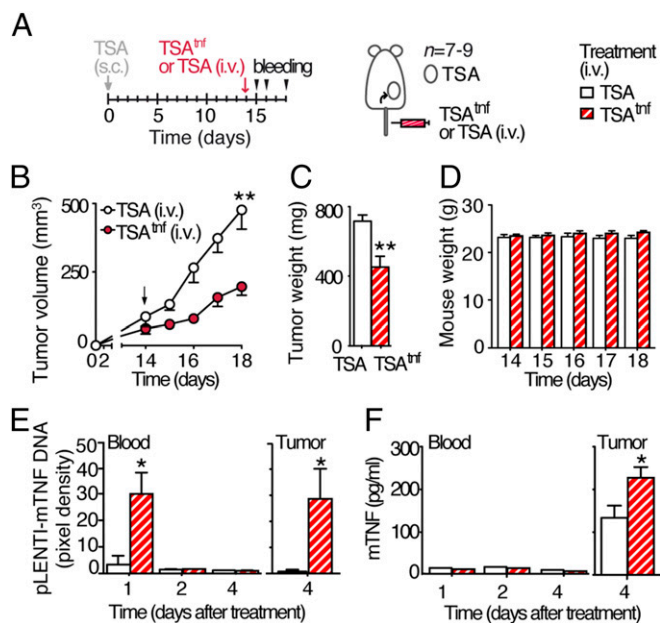 A
TSA
(s.c.)
TSAtnf
or TSA (i.v.)
bleeding
0 5 10 15
Time (days)
n=7-9
TSA
TSAtnf
or TSA (i.v.)
Treatment
(i.v.)
TSA
TSAtnf
B
Tumor volume (mm3)
500
250
0
TSA (i.v.)
TSAtnf (i.v.)
**
02 14 16 18
Time (days)
C
Tumor weight (mg)
800
400
0
**
TSA TSAtnf
D
Mouse weight (g)
30
20
10
0
14 15 16 17 18
Time (days)
E
pLENTI-mTNF DNA
(pixel density)
60
50
40
30
20
10
0
Blood
Tumor
* *
1 2 4 4
Time (days after treatment)
F
mTNF (pg/ml)
300
200
100
0
Blood
Tumor
*
1 2 4 4
Time (days after treatment)